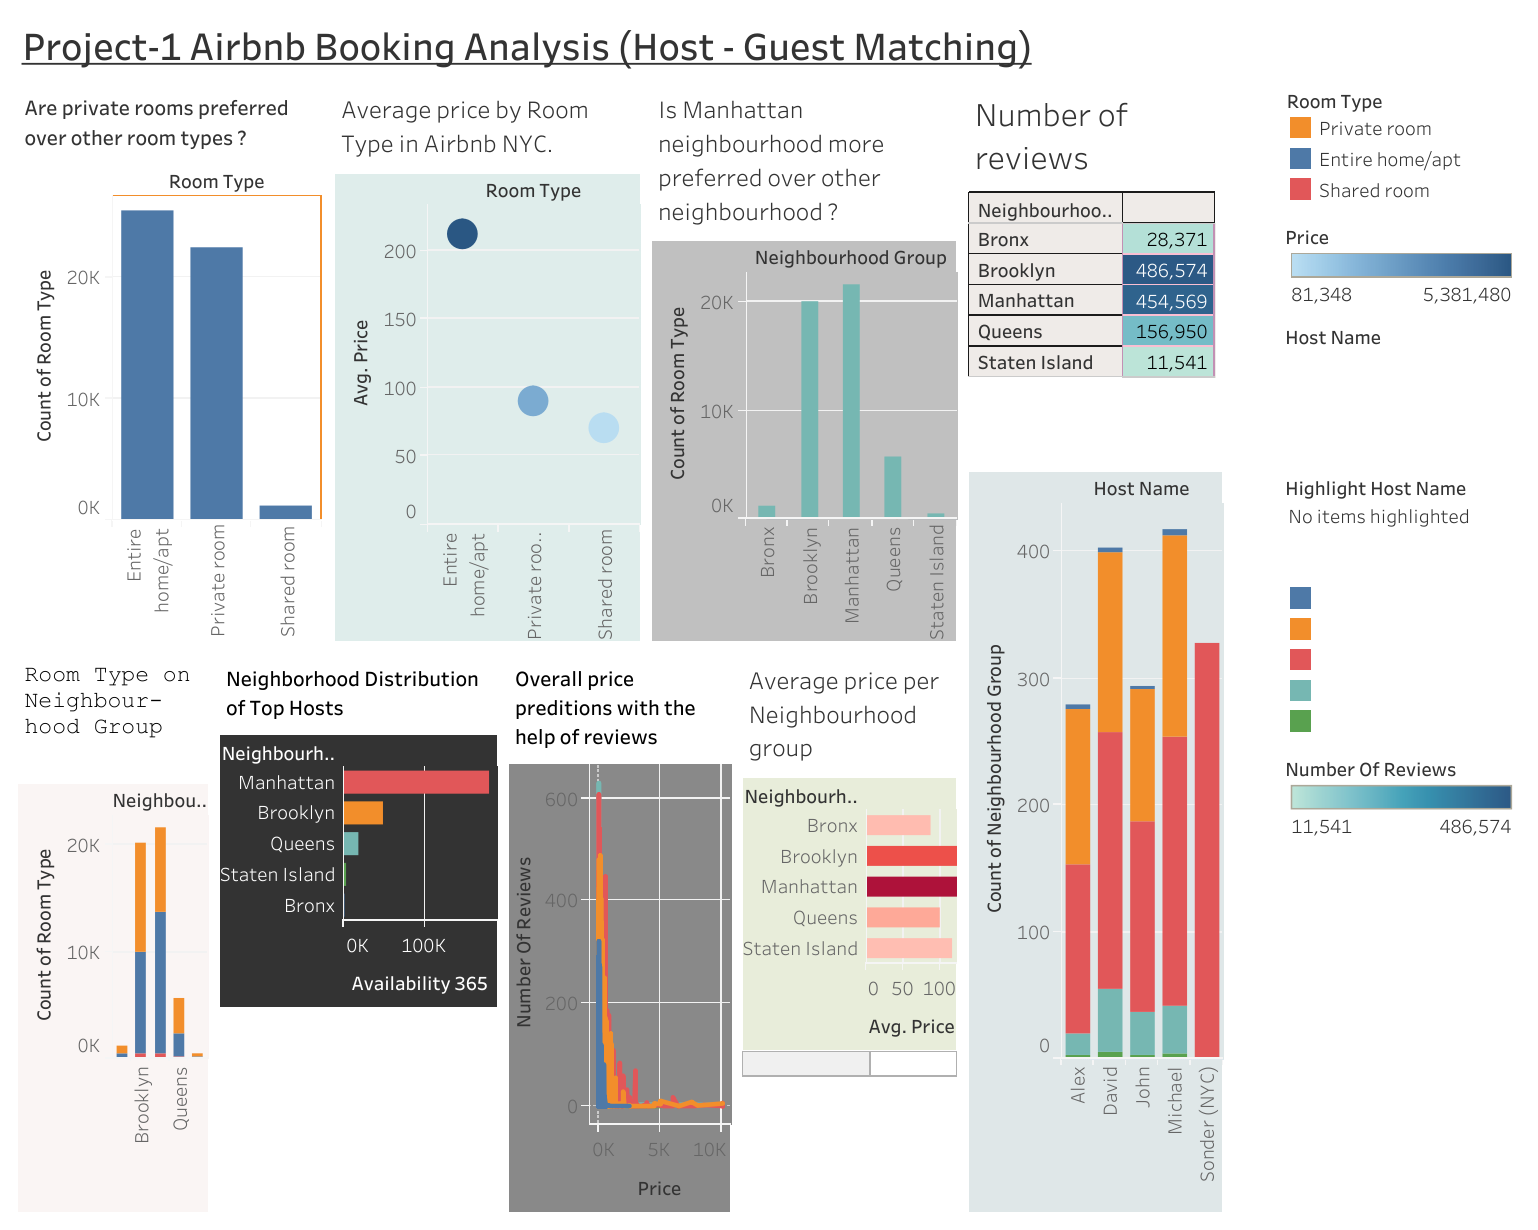 Project-1 Airbnb Booking Analysis (Host - Guest Matching)
Are private rooms preferred
over other room types ?
Room Type
Count of Room Type
20K
10K
0K
Entire
home/apt
Private room
Shared room
Average price by Room
Type in Airbnb NYC.
Room Type
Avg. Price
200
150
100
50
0
Entire
home/apt
Private roo..
Shared room
Is Manhattan
neighbourhood more
preferred over other
neighbourhood ?
Neighbourhood Group
Count of Room Type
20K
10K
0K
Bronx
Brooklyn
Manhattan
Queens
Staten Island
Number of
reviews
Neighbourhoo..
Bronx 28,371
Brooklyn 486,574
Manhattan 454,569
Queens 156,950
Staten Island 11,541
Room Type
Private room
Entire home/apt
Shared room
Price
81,348 5,381,480
Host Name
Highlight Host Name
No items highlighted
Number Of Reviews
11,541 486,574
Host Name
Count of Neighbourhood Group
400
300
200
100
0
Alex
David
John
Michael
Sonder (NYC)
Room Type on
Neighbour-
hood Group
Neighbou..
Count of Room Type
20K
10K
0K
Brooklyn
Queens
Neighborhood Distribution
of Top Hosts
Neighbourh..
Manhattan
Brooklyn
Queens
Staten Island
Bronx
0K 100K
Availability 365
Overall price
preditions with the
help of reviews
Number Of Reviews
600
400
200
0
0K 5K 10K
Price
Average price per
Neighbourhood
group
Neighbourh..
Bronx
Brooklyn
Manhattan
Queens
Staten Island
0 50 100
Avg. Price